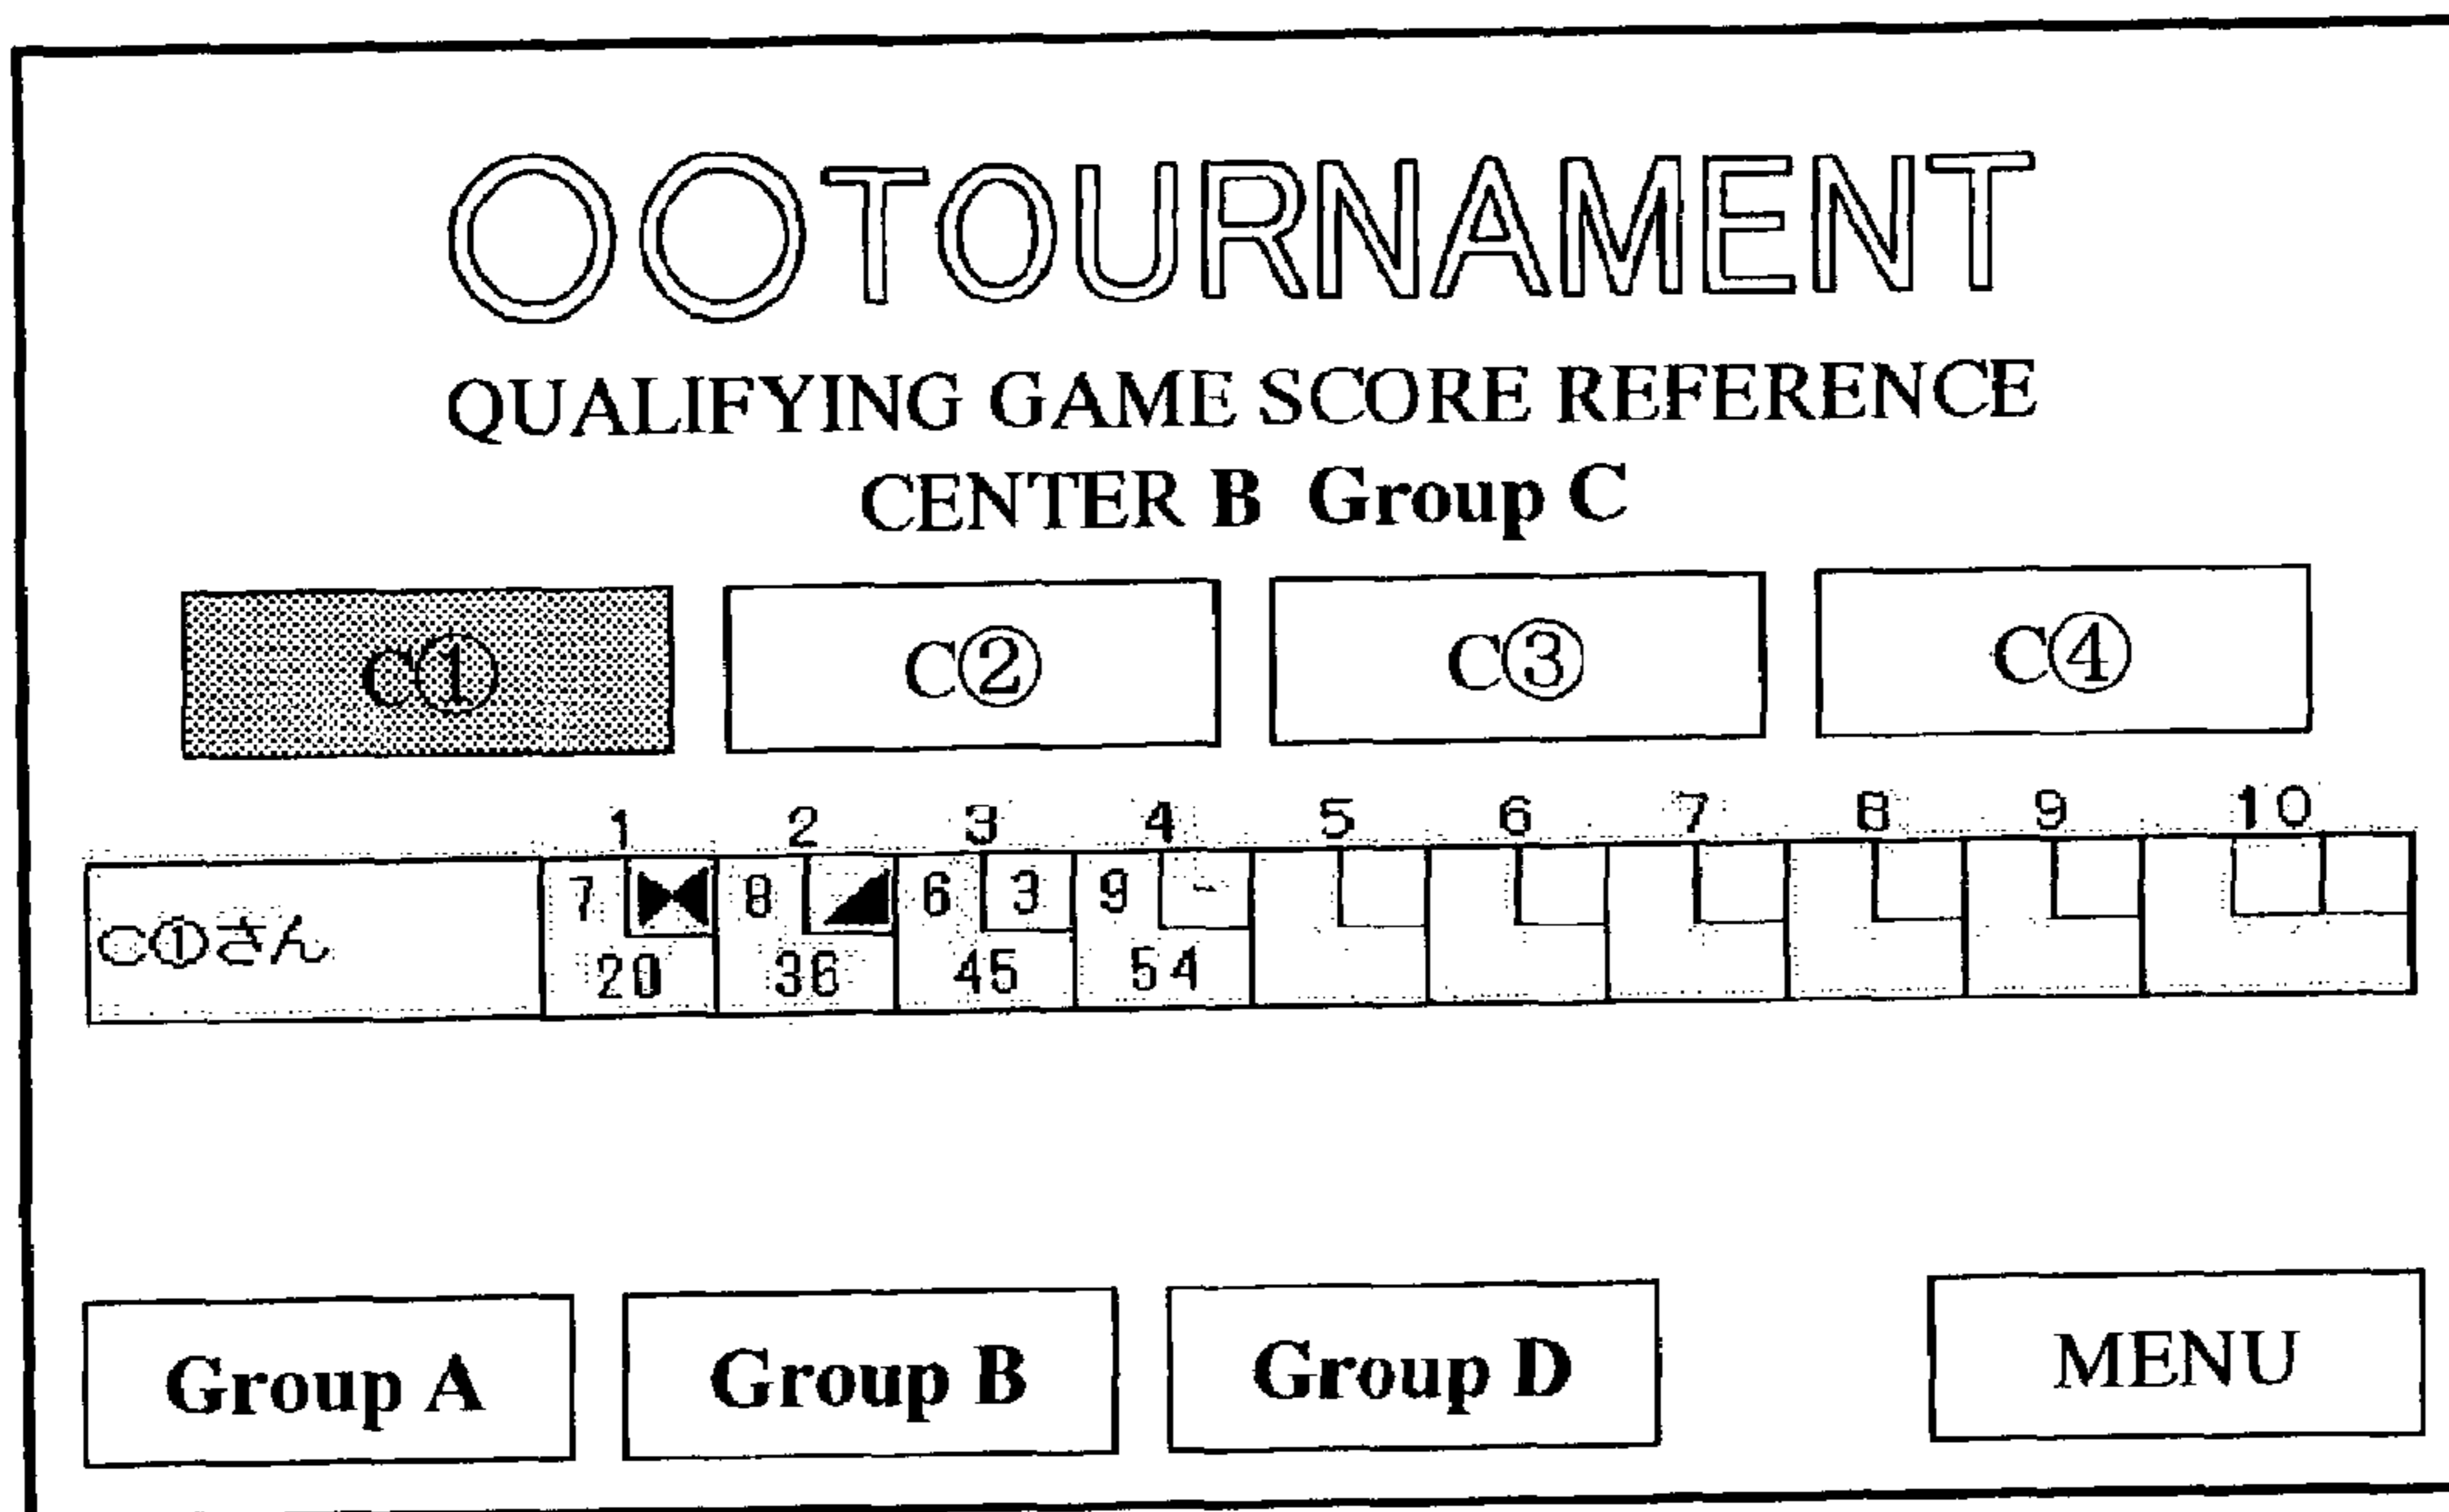 ○○TOURNAMENT
QUALIFYING GAME SCORE REFERENCE
CENTER B Group C
C① C② C③ C④
1 2 3 4 5 6 7 8 9 10
7 8 6 3 9 -
C①さん
20 36 45 54
Group A Group B Group D MENU